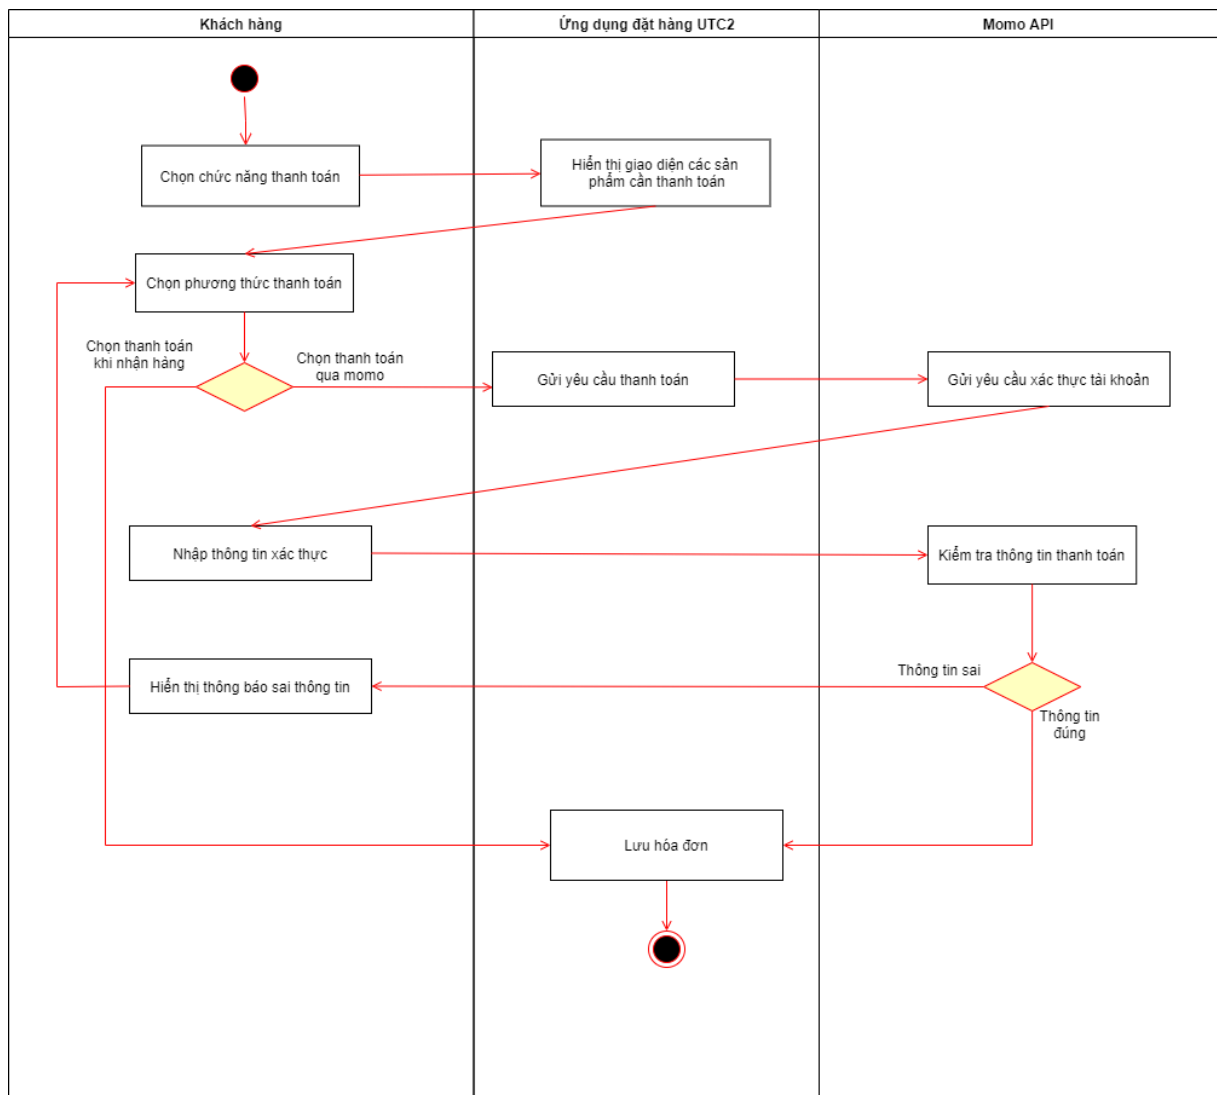 Khách hàng
Ứng dụng đặt hàng UTC2
Momo API
Chọn chức năng thanh toán
Hiển thị giao diện các sản
phẩm cần thanh toán
Chọn phương thức thanh toán
Chọn thanh toán
khi nhận hàng
Chọn thanh toán
qua momo
Gửi yêu cầu thanh toán
Gửi yêu cầu xác thực tài khoản
Nhập thông tin xác thực
Kiểm tra thông tin thanh toán
Hiển thị thông báo sai thông tin
Thông tin sai
Thông tin
đúng
Lưu hóa đơn